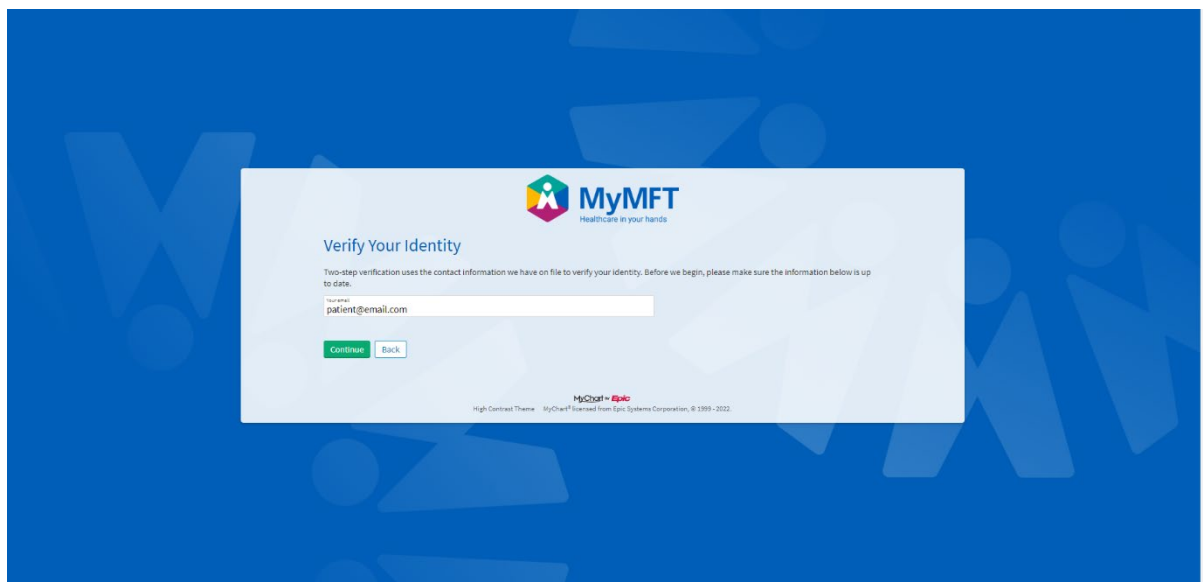 MyMFT
Healthcare in your hands
Verify Your Identity
Two-step verification uses the contact information we have on file to verify your identity. Before we begin, please make sure the information below is up
to date.
Your email
patient@email.com
Continue Back
MyChart by Epic
High Contrast Theme MyChart® licensed from Epic Systems Corporation, © 1999 - 2022.